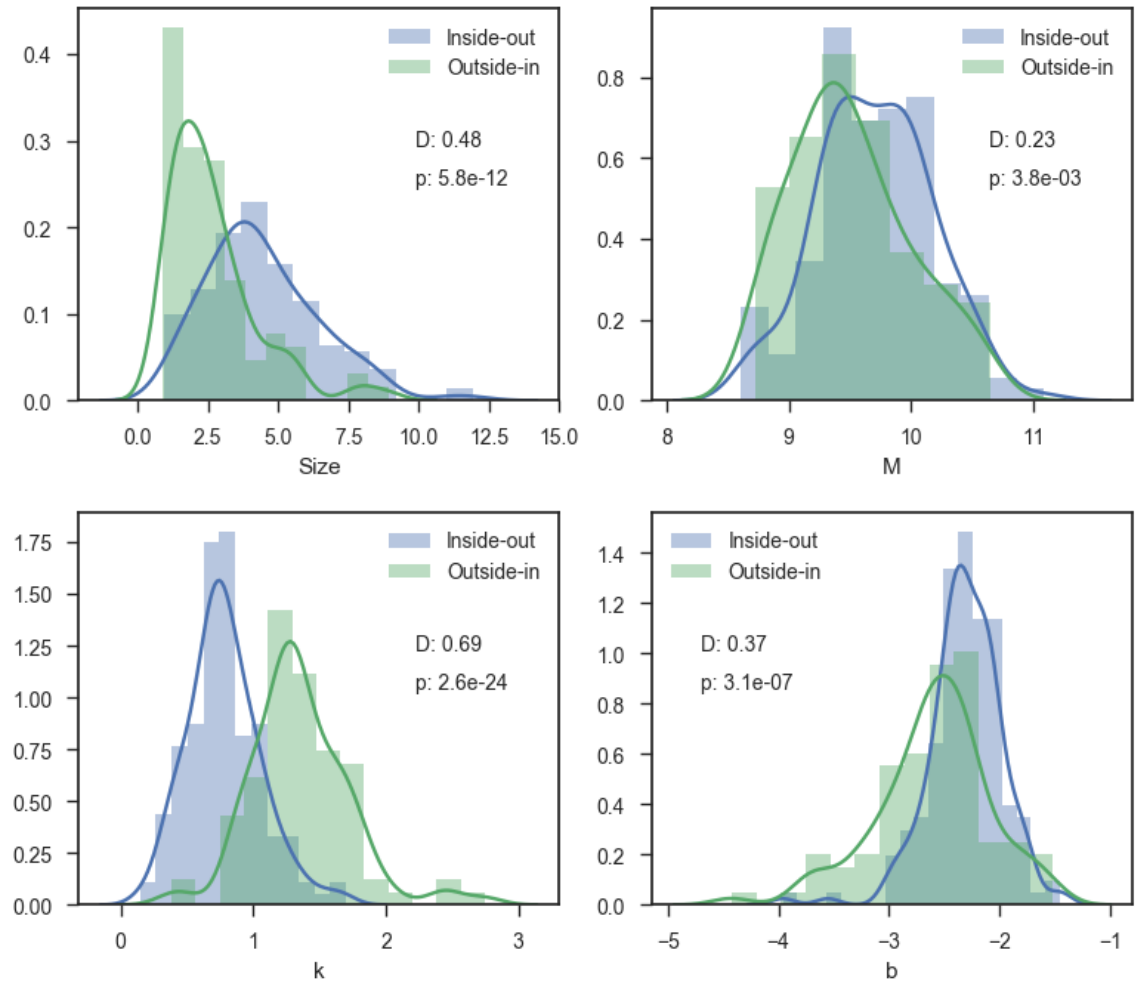 Inside-out
Outside-in
D: 0.48
p: 5.8e-12
0.4
0.3
0.2
0.1
0.0
0.0 2.5 5.0 7.5 10.0 12.5 15.0
Size
Inside-out
Outside-in
D: 0.23
p: 3.8e-03
0.8
0.6
0.4
0.2
0.0
8 9 10 11
M
Inside-out
Outside-in
D: 0.69
p: 2.6e-24
1.75
1.50
1.25
1.00
0.75
0.50
0.25
0.00
0 1 2 3
k
Inside-out
Outside-in
D: 0.37
p: 3.1e-07
1.4
1.2
1.0
0.8
0.6
0.4
0.2
0.0
−5 −4 −3 −2 −1
b